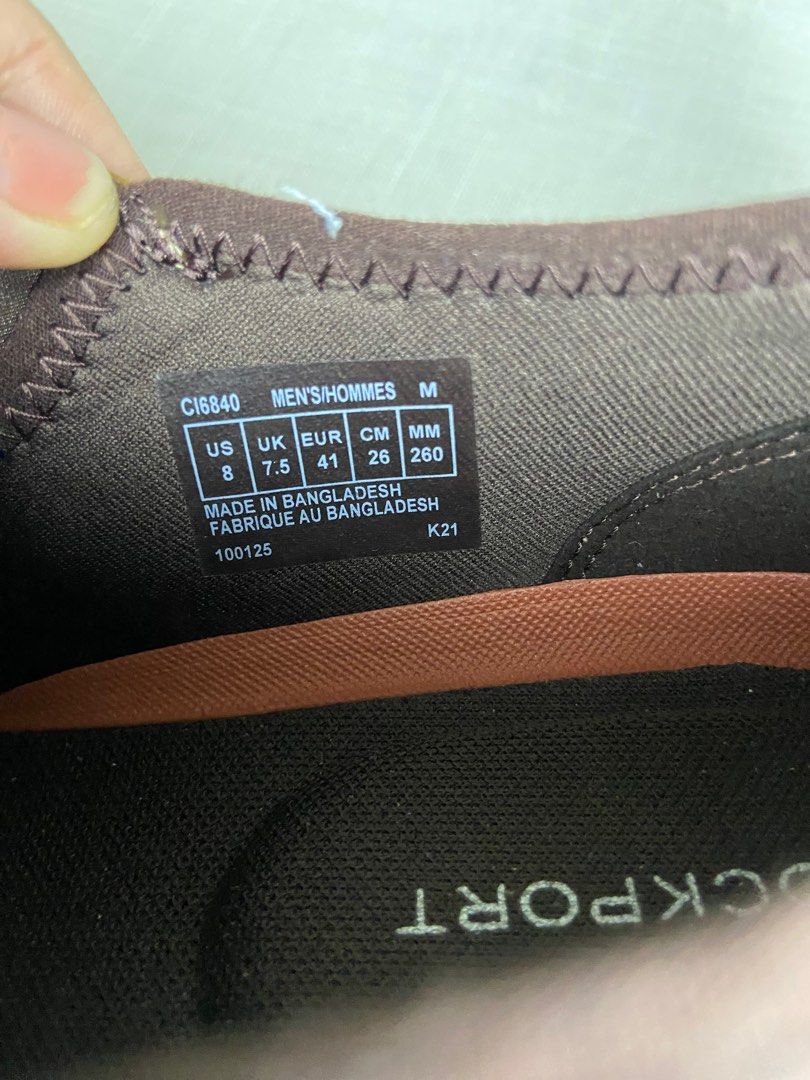 CI6840 MEN'S/HOMMES M
US UK EUR CM MM
8 7.5 41 26 260
MADE IN BANGLADESH
FABRIQUE AU BANGLADESH
100125 K21
OCKPORT